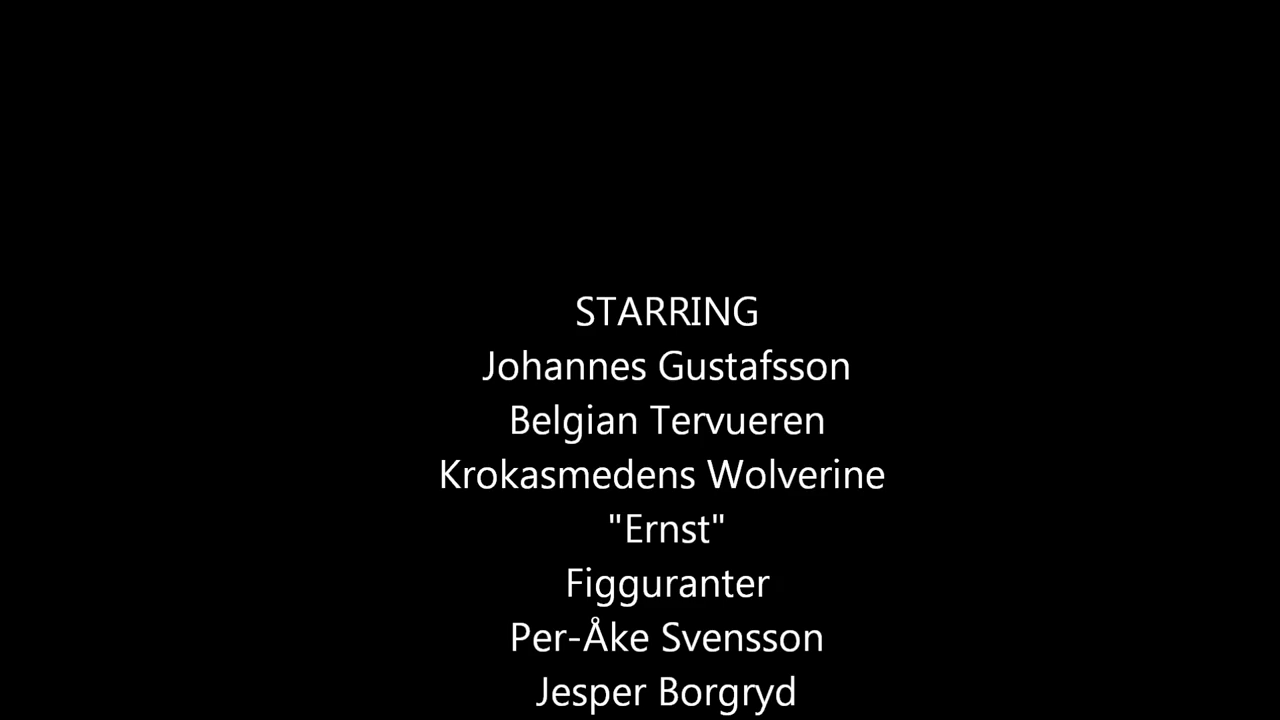 STARRING
Johannes Gustafsson
Belgian Tervueren
Krokasmedens Wolverine
"Ernst"
Figguranter
Per-Åke Svensson
Jesper Borgryd